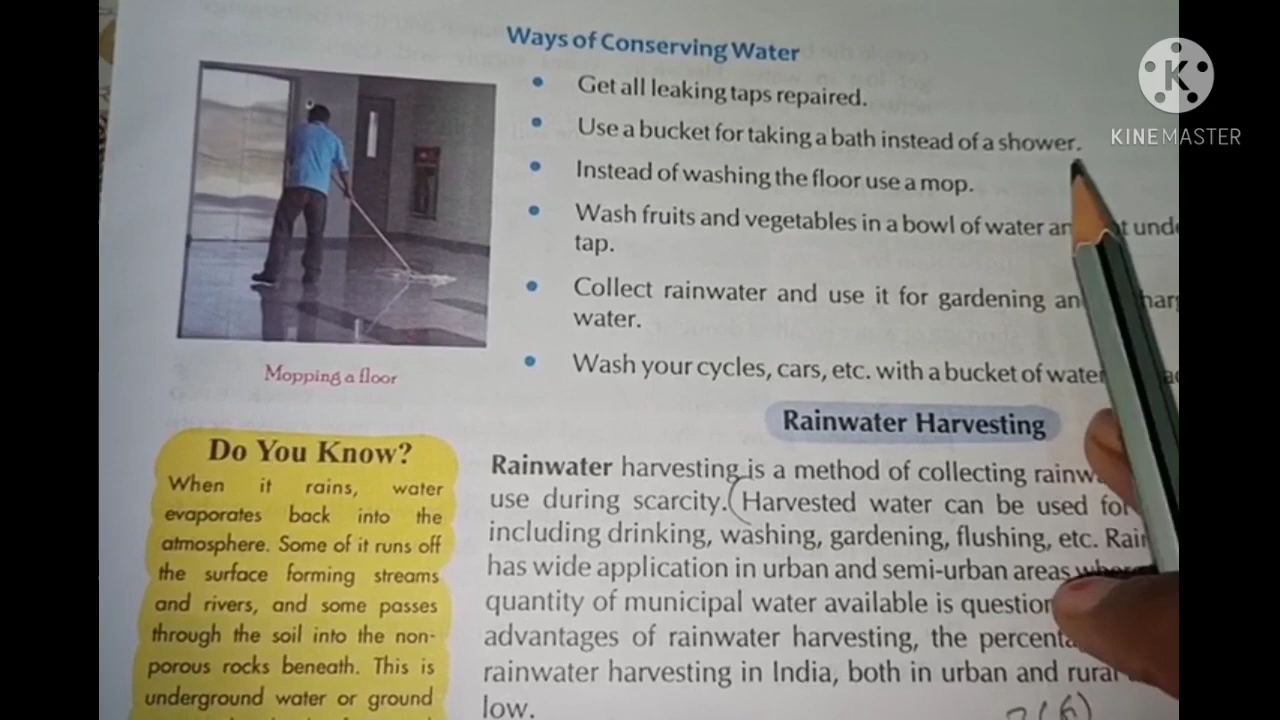 Ways of Conserving Water
• Get all leaking taps repaired.
• Use a bucket for taking a bath instead of a shower.
• Instead of washing the floor use a mop.
• Wash fruits and vegetables in a bowl of water
tap.
• Collect rainwater and use it for gardening
water.
• Wash your cycles, cars, etc. with a bucket of water
Mopping a floor
Rainwater Harvesting
Rainwater harvesting is a method of collecting
use during scarcity. (Harvested water can be used for
including drinking, washing, gardening, flushing, etc.
has wide application in urban and semi-urban areas
quantity of municipal water available is
advantages of rainwater harvesting, the
rainwater harvesting in India, both in urban and rural
low.
Do You Know?
When it rains, water
evaporates back into the
atmosphere. Some of it runs off
the surface forming streams
and rivers, and some passes
through the soil into the non-
porous rocks beneath. This is
underground water or ground
KINEMASTER